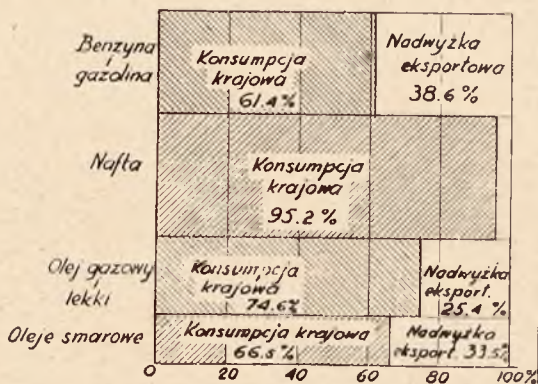 Benzyna
i
gazolina
Konsumpcja
krajowa
61.4%
Nadwyżka
eksportowa
38.6%
Nafta
Konsumpcja
krajowa
95.2%
Olej gazowy
i
lekki
Konsumpcja
krajowa
74.6%
Nadwyżka
eksport.
25.4%
Oleje smarowe
Konsumpcja krajowa
66.5%
Nadwyżka
eksport. 33.5%
0 20 40 60 80 100%